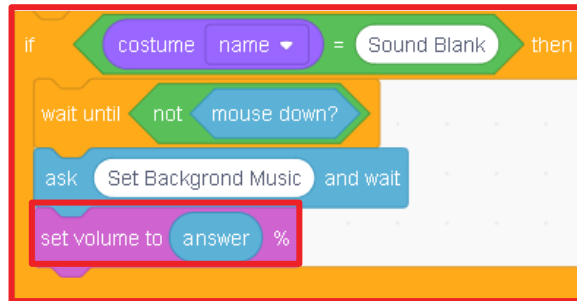 if costume name = Sound Blank then
wait until not mouse down?
ask Set Backgrond Music and wait
set volume to answer %